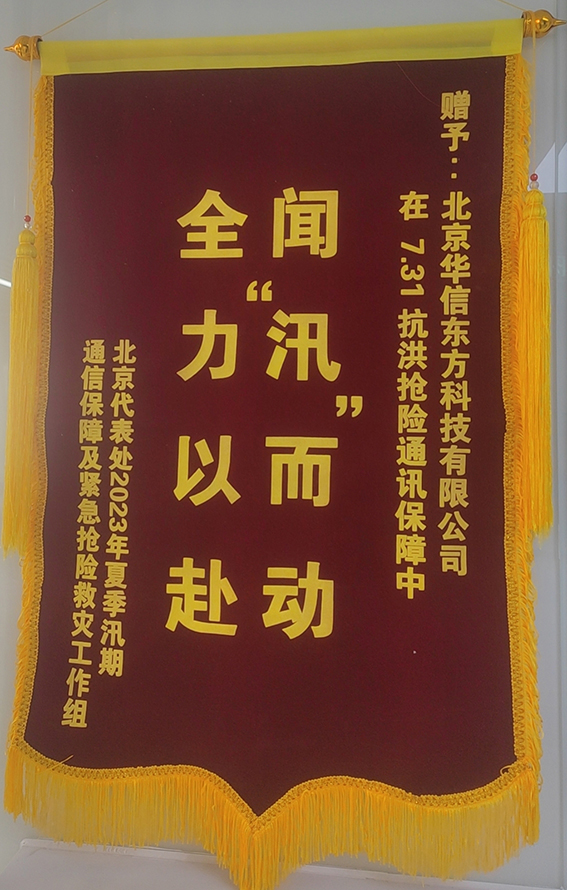 赠予：北京华信东方科技有限公司
在 7.31 抗洪抢险通讯保障中
闻“汛”而动
全力以赴
北京代表处2023年夏季汛期
通信保障及紧急抢险救灾工作组